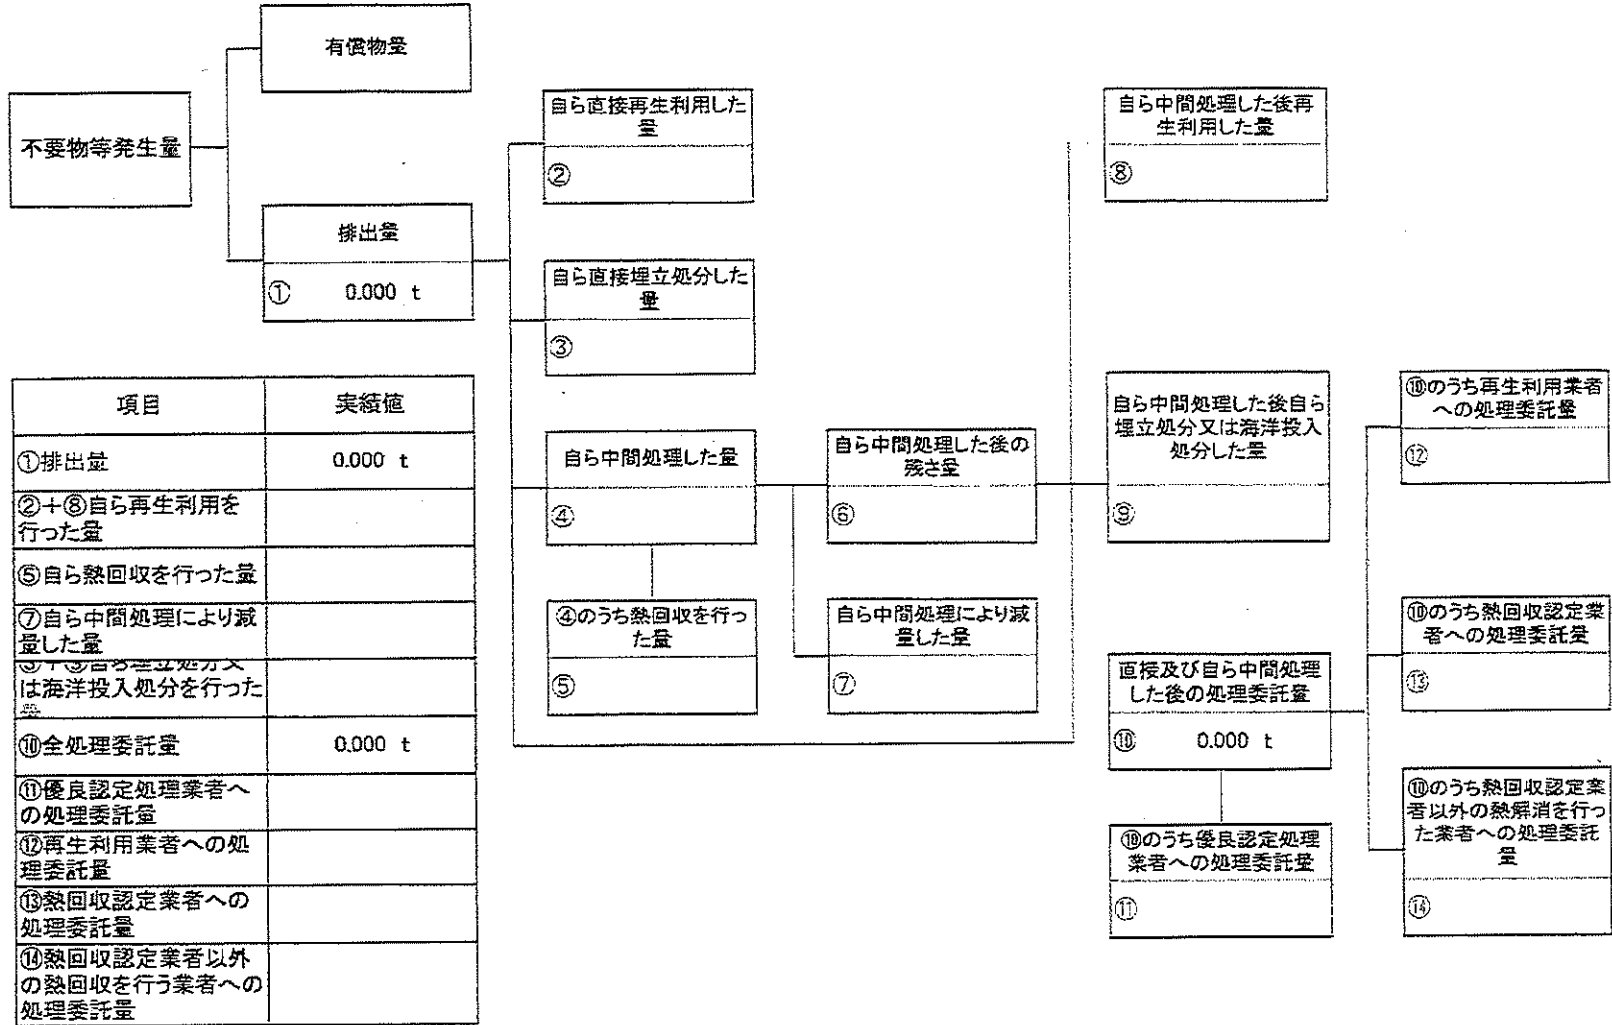 有償物量
不要物等発生量
排出量
① 0.000 t
自ら直接再生利用した
量
②
自ら直接埋立処分した
量
③
自ら中間処理した量
④
④のうち熱回収を行っ
た量
⑤
自ら中間処理した後の
残さ量
⑥
自ら中間処理により減
量した量
⑦
自ら中間処理した後再
生利用した量
⑧
自ら中間処理した後自ら
埋立処分又は海洋投入
処分した量
⑨
直接及び自ら中間処理
した後の処理委託量
⑩ 0.000 t
⑩のうち優良認定処理
業者への処理委託量
⑪
⑩のうち再生利用業者
への処理委託量
⑫
⑩のうち熱回収認定業
者への処理委託量
⑬
⑩のうち熱回収認定業
者以外の熱解消を行っ
た業者への処理委託
量
⑭
項目 実績値
①排出量 0.000 t
②+⑧自ら再生利用を
行った量
⑤自ら熱回収を行った量
⑦自ら中間処理により減
量した量
自ら埋立処分又
は海洋投入処分を行った
⑩全処理委託量 0.000 t
⑪優良認定処理業者へ
の処理委託量
⑫再生利用業者への処
理委託量
⑬熱回収認定業者への
処理委託量
⑭熱回収認定業者以外
の熱回収を行う業者への
処理委託量